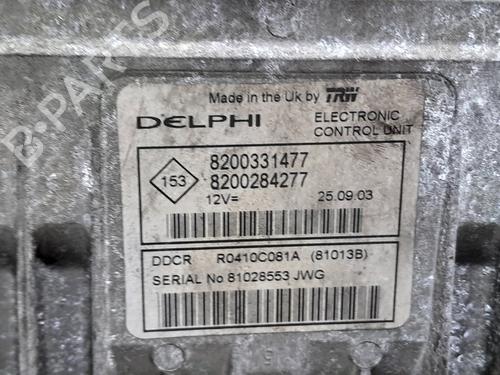 Made in the Uk by TRW
DELPHI
ELECTRONIC
CONTROL UNIT
153
8200331477
8200284277
12V=
25.09.03
DDCR R0410C081A (81013B)
SERIAL No 81028553 JWG
B-PARTS